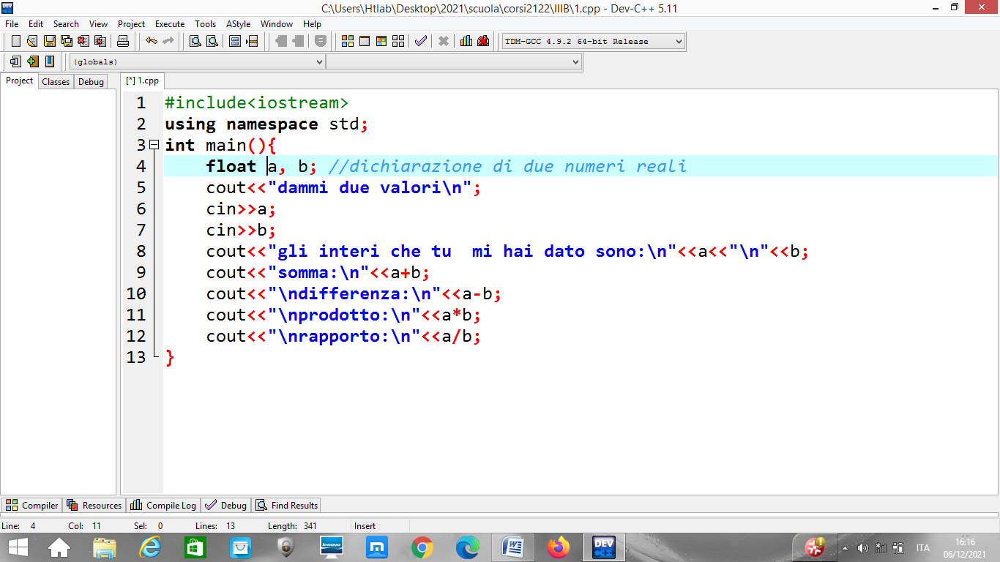 C:\Users\Htlab\Desktop\2021\scuola\corsi2122\IIIB\1.cpp - Dev-C++ 5.11
File Edit Search View Project Execute Tools AStyle Window Help
TDM-GCC 4.9.2 64-bit Release
(globals)
Project Classes Debug [*] 1.cpp
1 #include<iostream>
2 using namespace std;
3 int main(){
4 float a, b; //dichiarazione di due numeri reali
5 cout<<"dammi due valori\n";
6 cin>>a;
7 cin>>b;
8 cout<<"gli interi che tu  mi hai dato sono:\n"<<a<<"\n"<<b;
9 cout<<"somma:\n"<<a+b;
10 cout<<"\ndifferenza:\n"<<a-b;
11 cout<<"\nprodotto:\n"<<a*b;
12 cout<<"\nrapporto:\n"<<a/b;
13 }
Compiler Resources Compile Log Debug Find Results
Line: 4 Col: 11 Sel: 0 Lines: 13 Length: 341 Insert
lenovo
W
DEV C++
ITA
16:16
06/12/2021